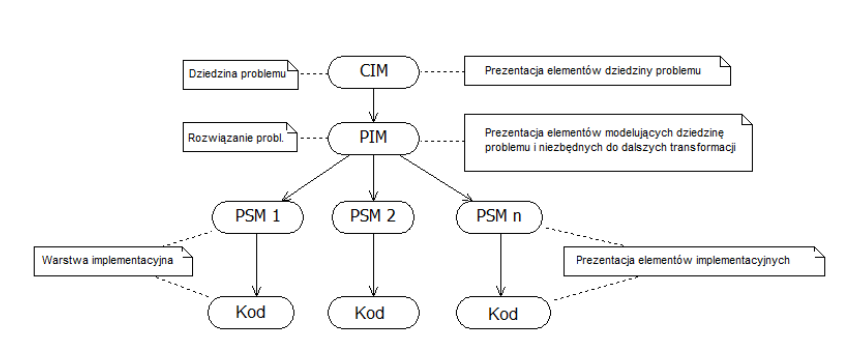 Dziedzina problemu
CIM
Prezentacja elementów dziedziny problemu
Rozwiązanie probl.
PIM
Prezentacja elementów modelujących dziedzinę
problemu i niezbędnych do dalszych transformacji
PSM 1
PSM 2
PSM n
Warstwa implementacyjna
Prezentacja elementów implementacyjnych
Kod
Kod
Kod